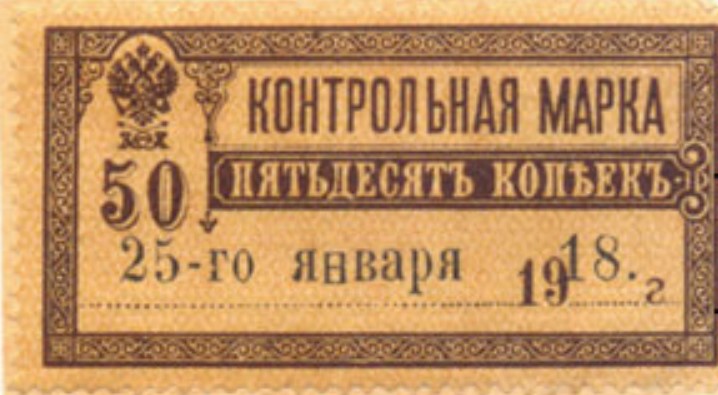 КОНТРОЛЬНАЯ МАРКА
50 ПЯТЬДЕСЯТЪ КОПѢЕКЪ
25-го января 1918. г